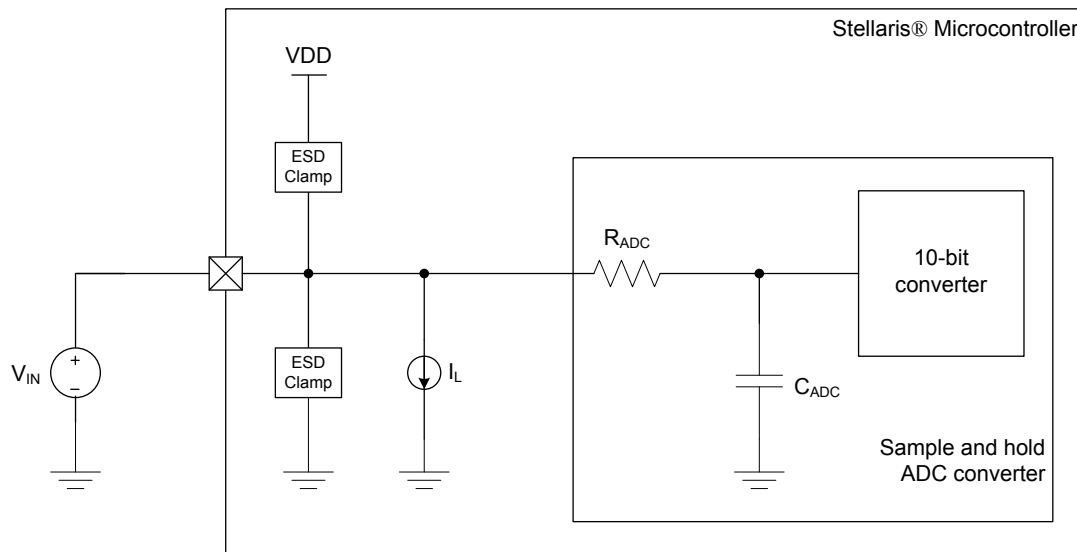 Stellaris® Microcontroller
VDD
ESD
Clamp
R_ADC
10-bit
converter
V_IN
+
−
ESD
Clamp
I_L
C_ADC
Sample and hold
ADC converter